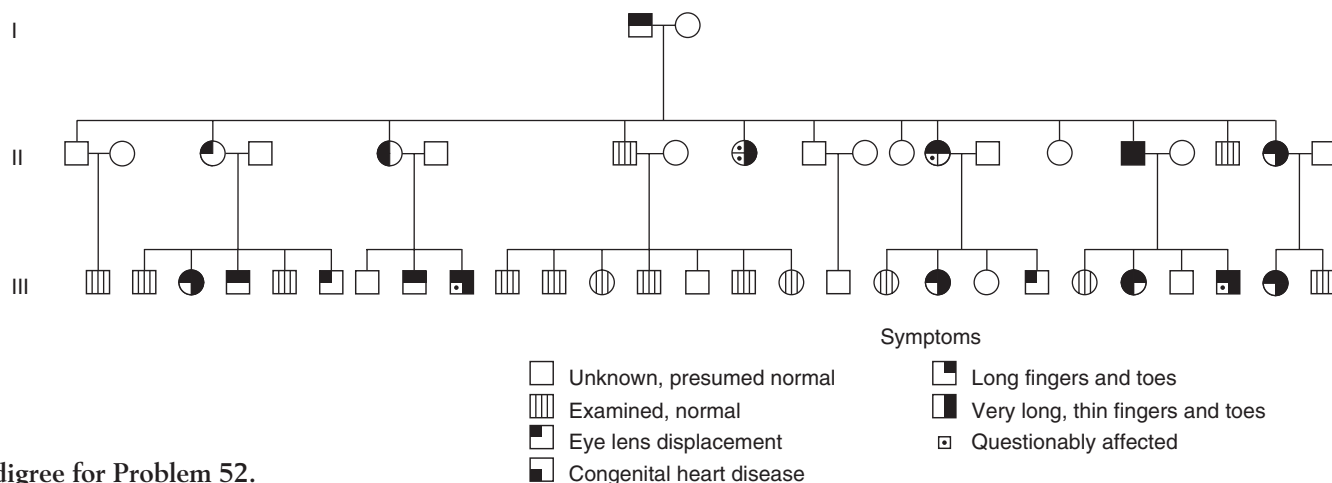 I
II
III
Symptoms
Unknown, presumed normal
Examined, normal
Eye lens displacement
Congenital heart disease
Long fingers and toes
Very long, thin fingers and toes
Questionably affected
digree for Problem 52.